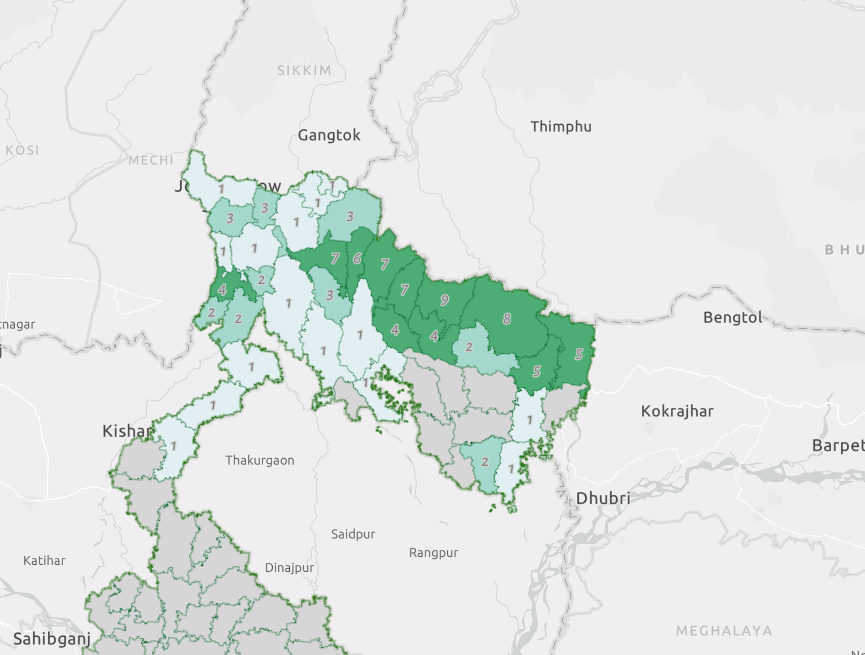 SIKKIM
Thimphu
Gangtok
KOSI
MECHI
1
1
3
3
1
3
1
1
7
6
7
BHU
4
2
7
3
9
1
2
2
8
Bengtol
4
4
1
2
1
5
1
5
1
1
Kokrajhar
1
1
Kishan
Barpet
Thakurgaon
2
1
Dhubri
Saidpur
Rangpur
Katihar
Dinajpur
MEGHALAYA
Sahibganj